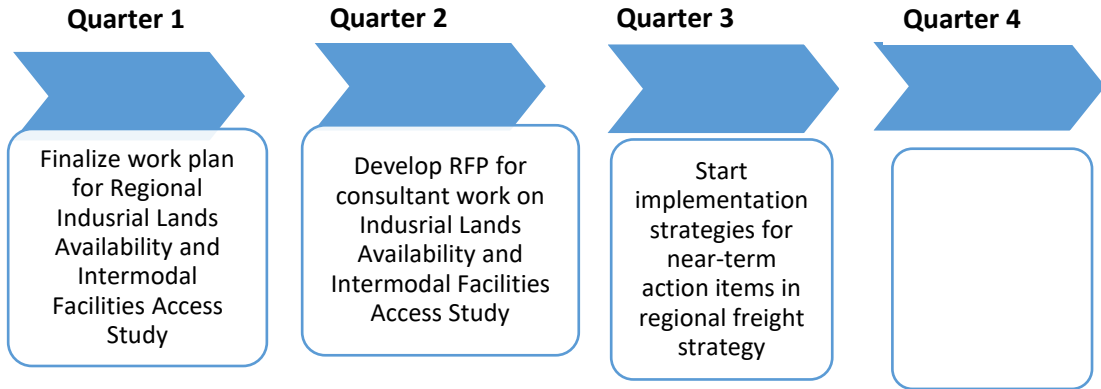 Quarter 1
Quarter 2
Quarter 3
Quarter 4
Finalize work plan
for Regional
Indusrial Lands
Availability and
Intermodal
Facilities Access
Study
Develop RFP for
consultant work on
Indusrial Lands
Availability and
Intermodal Facilities
Access Study
Start
implementation
strategies for
near-term
action items in
regional freight
strategy